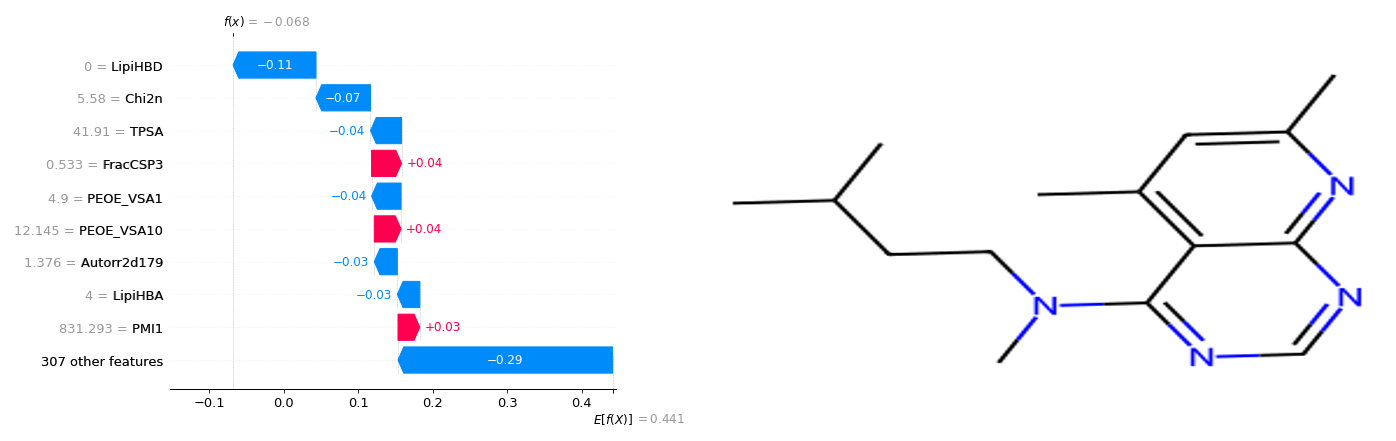 f(x) = −0.068
0 = LipiHBD
−0.11
5.58 = Chi2n
−0.07
41.91 = TPSA
−0.04
0.533 = FracCSP3
+0.04
4.9 = PEOE_VSA1
−0.04
12.145 = PEOE_VSA10
+0.04
1.376 = Autorr2d179
−0.03
4 = LipiHBA
−0.03
831.293 = PMI1
+0.03
307 other features
−0.29
−0.1 0.0 0.1 0.2 0.3 0.4
E[f(X)] = 0.441
N
N
N
N